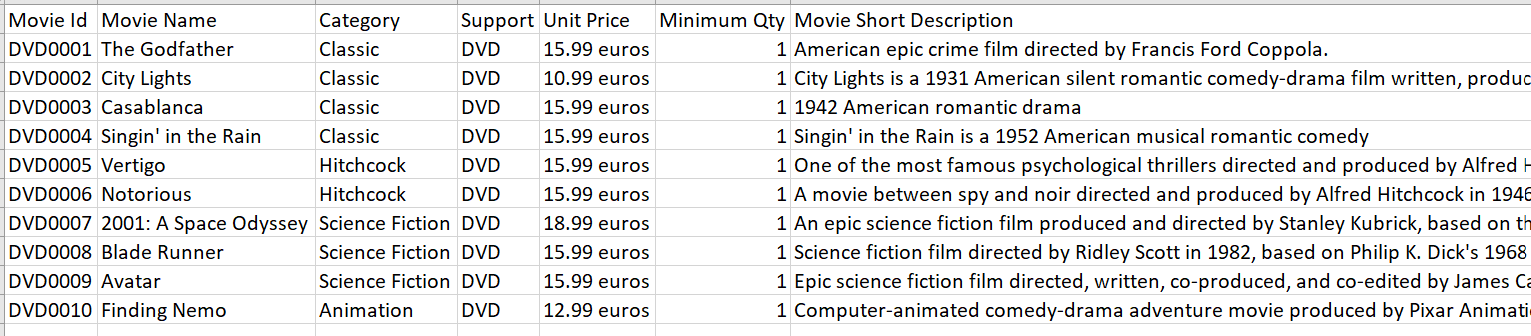 Movie Id Movie Name Category Support Unit Price Minimum Qty Movie Short Description
DVD0001 The Godfather Classic DVD 15.99 euros 1 American epic crime film directed by Francis Ford Coppola.
DVD0002 City Lights Classic DVD 10.99 euros 1 City Lights is a 1931 American silent romantic comedy-drama film written, produc
DVD0003 Casablanca Classic DVD 15.99 euros 1 1942 American romantic drama
DVD0004 Singin' in the Rain Classic DVD 15.99 euros 1 Singin' in the Rain is a 1952 American musical romantic comedy
DVD0005 Vertigo Hitchcock DVD 15.99 euros 1 One of the most famous psychological thrillers directed and produced by Alfred H
DVD0006 Notorious Hitchcock DVD 15.99 euros 1 A movie between spy and noir directed and produced by Alfred Hitchcock in 1946
DVD0007 2001: A Space Odyssey Science Fiction DVD 18.99 euros 1 An epic science fiction film produced and directed by Stanley Kubrick, based on th
DVD0008 Blade Runner Science Fiction DVD 15.99 euros 1 Science fiction film directed by Ridley Scott in 1982, based on Philip K. Dick's 1968
DVD0009 Avatar Science Fiction DVD 15.99 euros 1 Epic science fiction film directed, written, co-produced, and co-edited by James Ca
DVD0010 Finding Nemo Animation DVD 12.99 euros 1 Computer-animated comedy-drama adventure movie produced by Pixar Animati